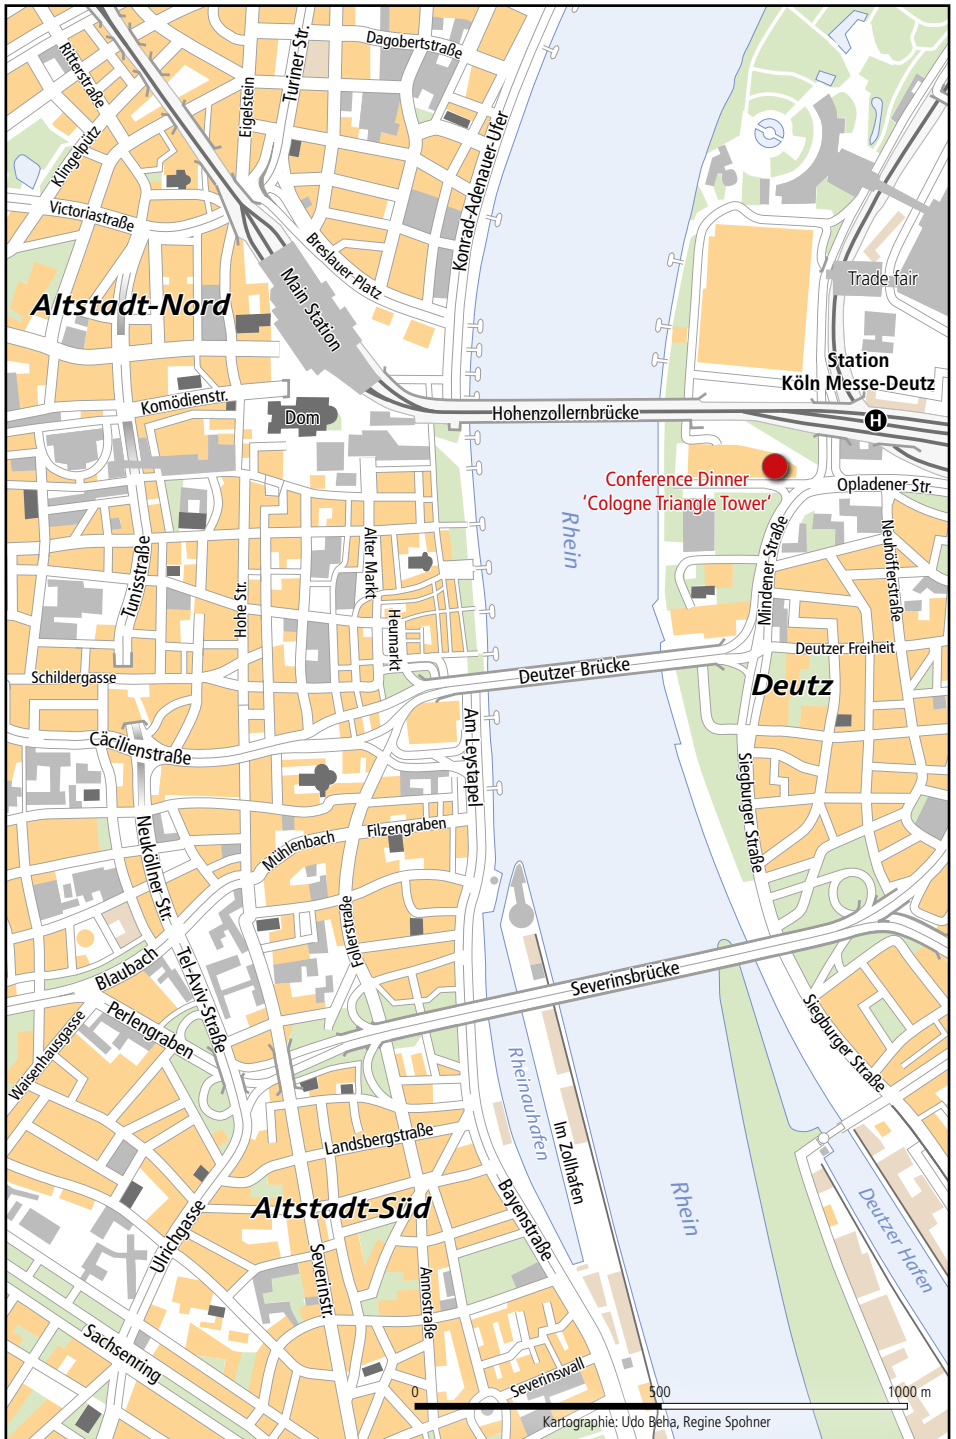 Dagobertstraße
Turiner Str.
Ritterstraße
Eigelstein
Klingelpütz
Konrad-Adenauer-Ufer
Victoriastraße
Breslauer Platz
Main Station
Trade fair
Altstadt-Nord
Station
Köln Messe-Deutz
H
Komödienstr.
Dom
Hohenzollernbrücke
Conference Dinner
‘Cologne Triangle Tower‘
Opladener Str.
Rhein
Tunisstraße
Alter Markt
Mindener Straße
Neuhöfferstraße
Hohe Str.
Heumarkt
Deutzer Freiheit
Schildergasse
Deutzer Brücke
Deutz
Cäcilienstraße
Am Leystapel
Siegburger Straße
Neuköllner Str.
Mühlenbach
Filzengraben
Follerstraße
Blaubach
Tel-Aviv-Straße
Severinsbrücke
Perlengraben
Waisenhausgasse
Siegburger Straße
Rheinauhafen
Im Zollhafen
Landsbergstraße
Rhein
Altstadt-Süd
Bayenstraße
Deutzer Hafen
Ulrichgasse
Severinstr.
Annostraße
Sachsenring
Severinswall
0 500 1000 m
Kartographie: Udo Beha, Regine Spohner